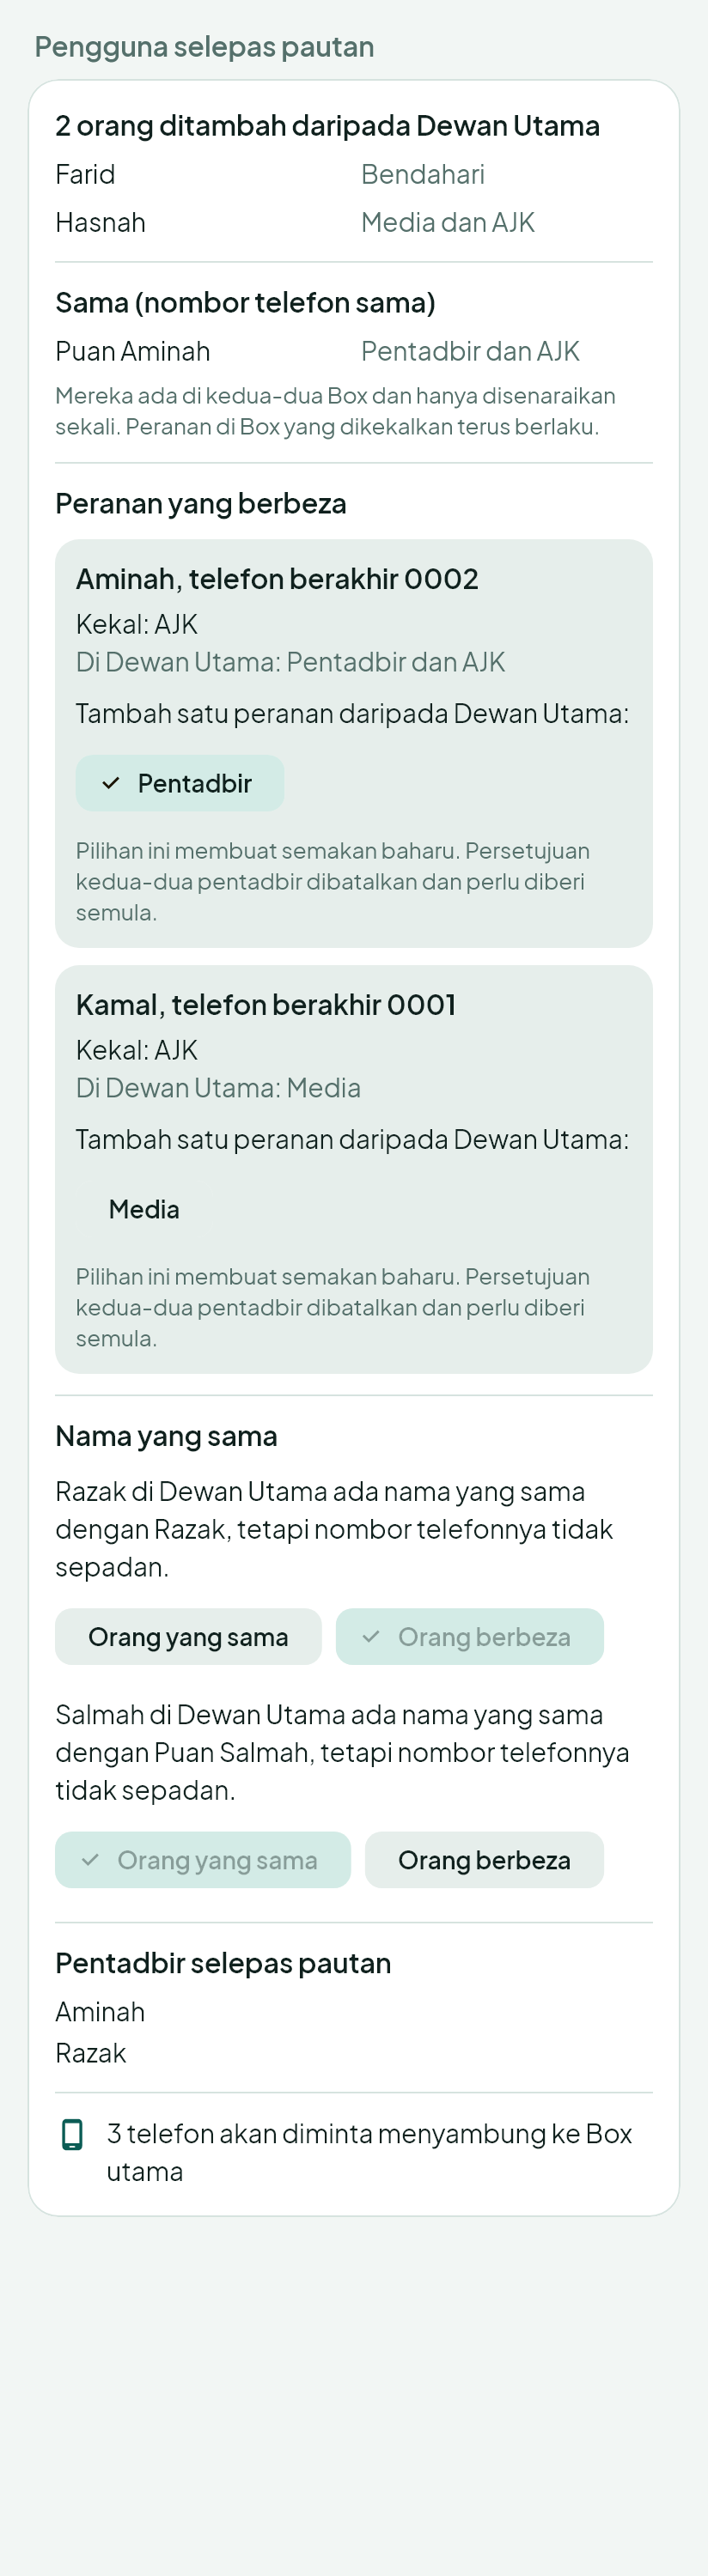 Pengguna selepas pautan
2 orang ditambah daripada Dewan Utama
Farid Bendahari
Hasnah Media dan AJK
Sama (nombor telefon sama)
Puan Aminah Pentadbir dan AJK
Mereka ada di kedua-dua Box dan hanya disenaraikan
sekali. Peranan di Box yang dikekalkan terus berlaku.
Peranan yang berbeza
Aminah, telefon berakhir 0002
Kekal: AJK
Di Dewan Utama: Pentadbir dan AJK
Tambah satu peranan daripada Dewan Utama:
Pentadbir
Pilihan ini membuat semakan baharu. Persetujuan
kedua-dua pentadbir dibatalkan dan perlu diberi
semula.
Kamal, telefon berakhir 0001
Kekal: AJK
Di Dewan Utama: Media
Tambah satu peranan daripada Dewan Utama:
Media
Pilihan ini membuat semakan baharu. Persetujuan
kedua-dua pentadbir dibatalkan dan perlu diberi
semula.
Nama yang sama
Razak di Dewan Utama ada nama yang sama
dengan Razak, tetapi nombor telefonnya tidak
sepadan.
Orang yang sama Orang berbeza
Salmah di Dewan Utama ada nama yang sama
dengan Puan Salmah, tetapi nombor telefonnya
tidak sepadan.
Orang yang sama Orang berbeza
Pentadbir selepas pautan
Aminah
Razak
3 telefon akan diminta menyambung ke Box
utama